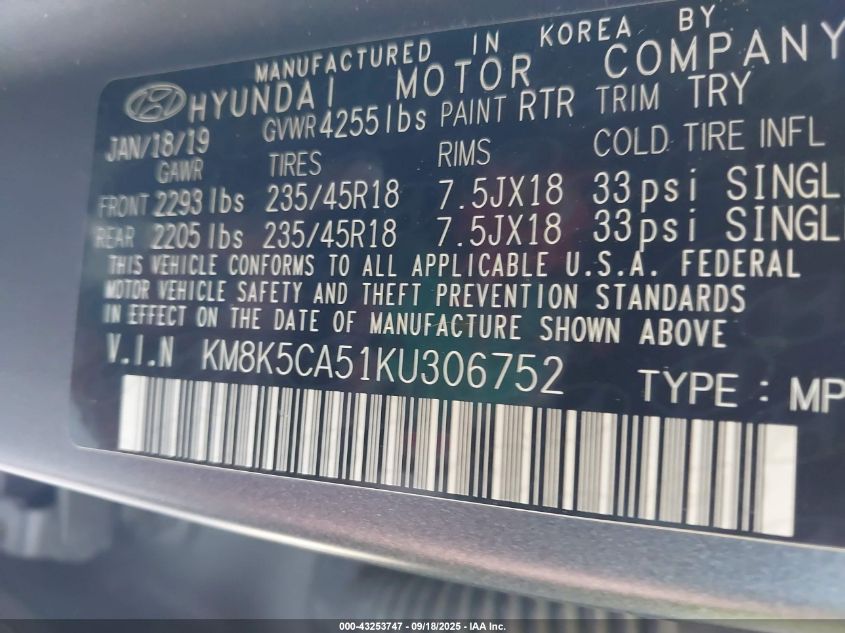 MANUFACTURED IN KOREA BY
HYUNDAI MOTOR COMPANY
JAN/18/19 GVWR 4255 lbs PAINT RTR TRIM TRY
GAWR TIRES RIMS COLD TIRE INFL
FRONT 2293 lbs 235/45R18 7.5JX18 33psi SINGL
REAR 2205 lbs 235/45R18 7.5JX18 33psi SINGL
THIS VEHICLE CONFORMS TO ALL APPLICABLE U.S.A. FEDERAL
MOTOR VEHICLE SAFETY AND THEFT PREVENTION STANDARDS
IN EFFECT ON THE DATE OF MANUFACTURE SHOWN ABOVE
V.I.N KM8K5CA51KU306752 TYPE : MP
000-43253747 - 09/18/2025 - IAA Inc.